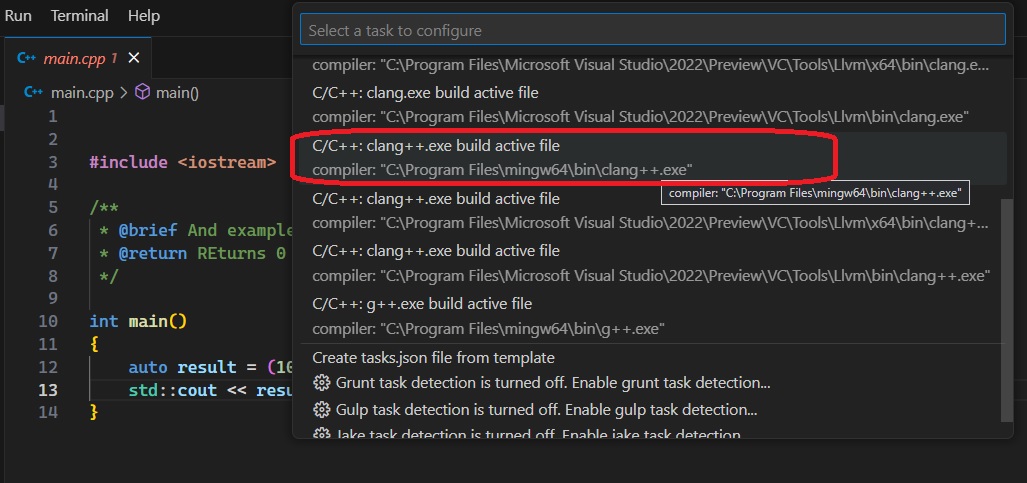 Run Terminal Help
Select a task to configure
C++ main.cpp 1
compiler: "C:\Program Files\Microsoft Visual Studio\2022\Preview\VC\Tools\Llvm\x64\bin\clang.e...
C++ main.cpp > main()
C/C++: clang.exe build active file
1
compiler: "C:\Program Files\Microsoft Visual Studio\2022\Preview\VC\Tools\Llvm\bin\clang.exe"
2
C/C++: clang++.exe build active file
3 #include <iostream>
compiler: "C:\Program Files\mingw64\bin\clang++.exe"
4
compiler: "C:\Program Files\mingw64\bin\clang++.exe"
C/C++: clang++.exe build active file
5 /**
compiler: "C:\Program Files\Microsoft Visual Studio\2022\Preview\VC\Tools\Llvm\x64\bin\clang+...
6 * @brief And example
C/C++: clang++.exe build active file
7 * @return REturns 0
compiler: "C:\Program Files\Microsoft Visual Studio\2022\Preview\VC\Tools\Llvm\bin\clang++.exe"
8 */
9
C/C++: g++.exe build active file
10 int main()
compiler: "C:\Program Files\mingw64\bin\g++.exe"
11 {
Create tasks.json file from template
12 auto result = (10
Grunt task detection is turned off. Enable grunt task detection...
13 std::cout << resu
Gulp task detection is turned off. Enable gulp task detection...
14 }
Jake task detection is turned off. Enable jake task detection